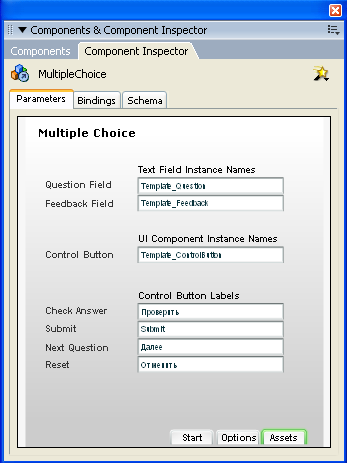 Components & Component Inspector
Components Component Inspector
MultipleChoice
Parameters Bindings Schema
Multiple Choice
Text Field Instance Names
Question Field Template_Question
Feedback Field Template_Feedback
UI Component Instance Names
Control Button Template_ControlButton
Control Button Labels
Check Answer Проверить
Submit Submit
Next Question Далее
Reset Отменить
Start Options Assets